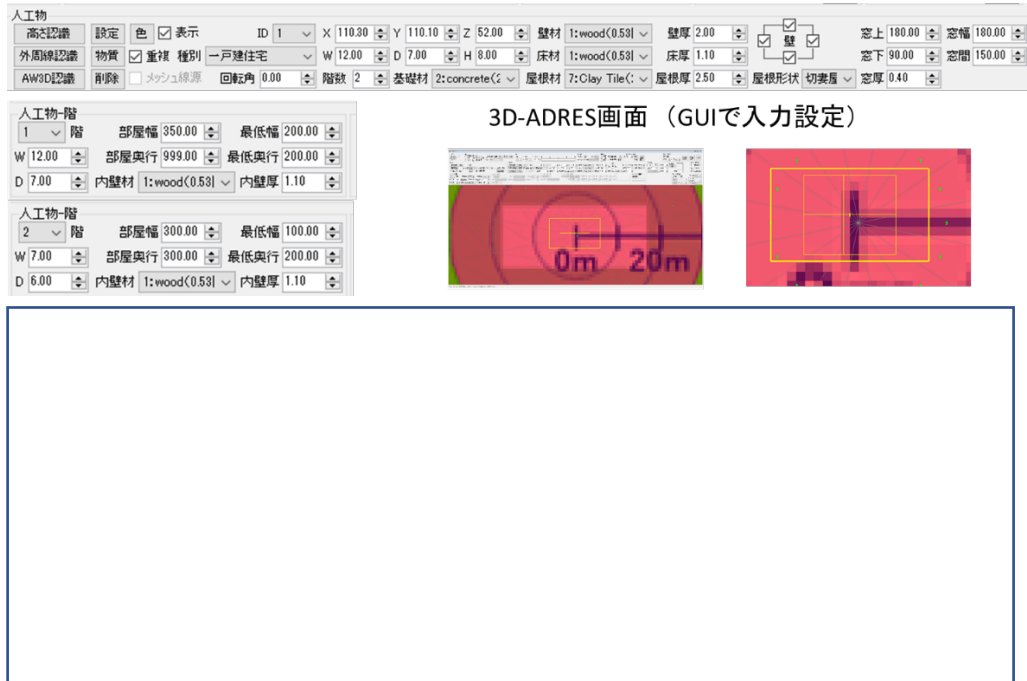 人工物
高さ認識 設定 色 表示 ID 1 X 110.30 Y 110.10 Z 52.00 壁材 1:wood(0.53| 壁厚 2.00 壁 窓上 180.00 窓幅 180.00
外周線認識 物質 重複 種別 一戸建住宅 W 12.00 D 7.00 H 8.00 床材 1:wood(0.53| 床厚 1.10 窓下 90.00 窓間 150.00
AW3D認識 削除 メッシュ線源 回転角 0.00 階数 2 基礎材 2:concrete(2 屋根材 7:Clay Tile(: 屋根厚 2.50 屋根形状 切妻屋 窓厚 0.40
人工物-階
1 階 部屋幅 350.00 最低幅 200.00
W 12.00 部屋奥行 999.00 最低奥行 200.00
D 7.00 内壁材 1:wood(0.53| 内壁厚 1.10
人工物-階
2 階 部屋幅 300.00 最低幅 100.00
W 7.00 部屋奥行 300.00 最低奥行 200.00
D 6.00 内壁材 1:wood(0.53| 内壁厚 1.10
3D-ADRES画面 （GUIで入力設定）
0m 20m